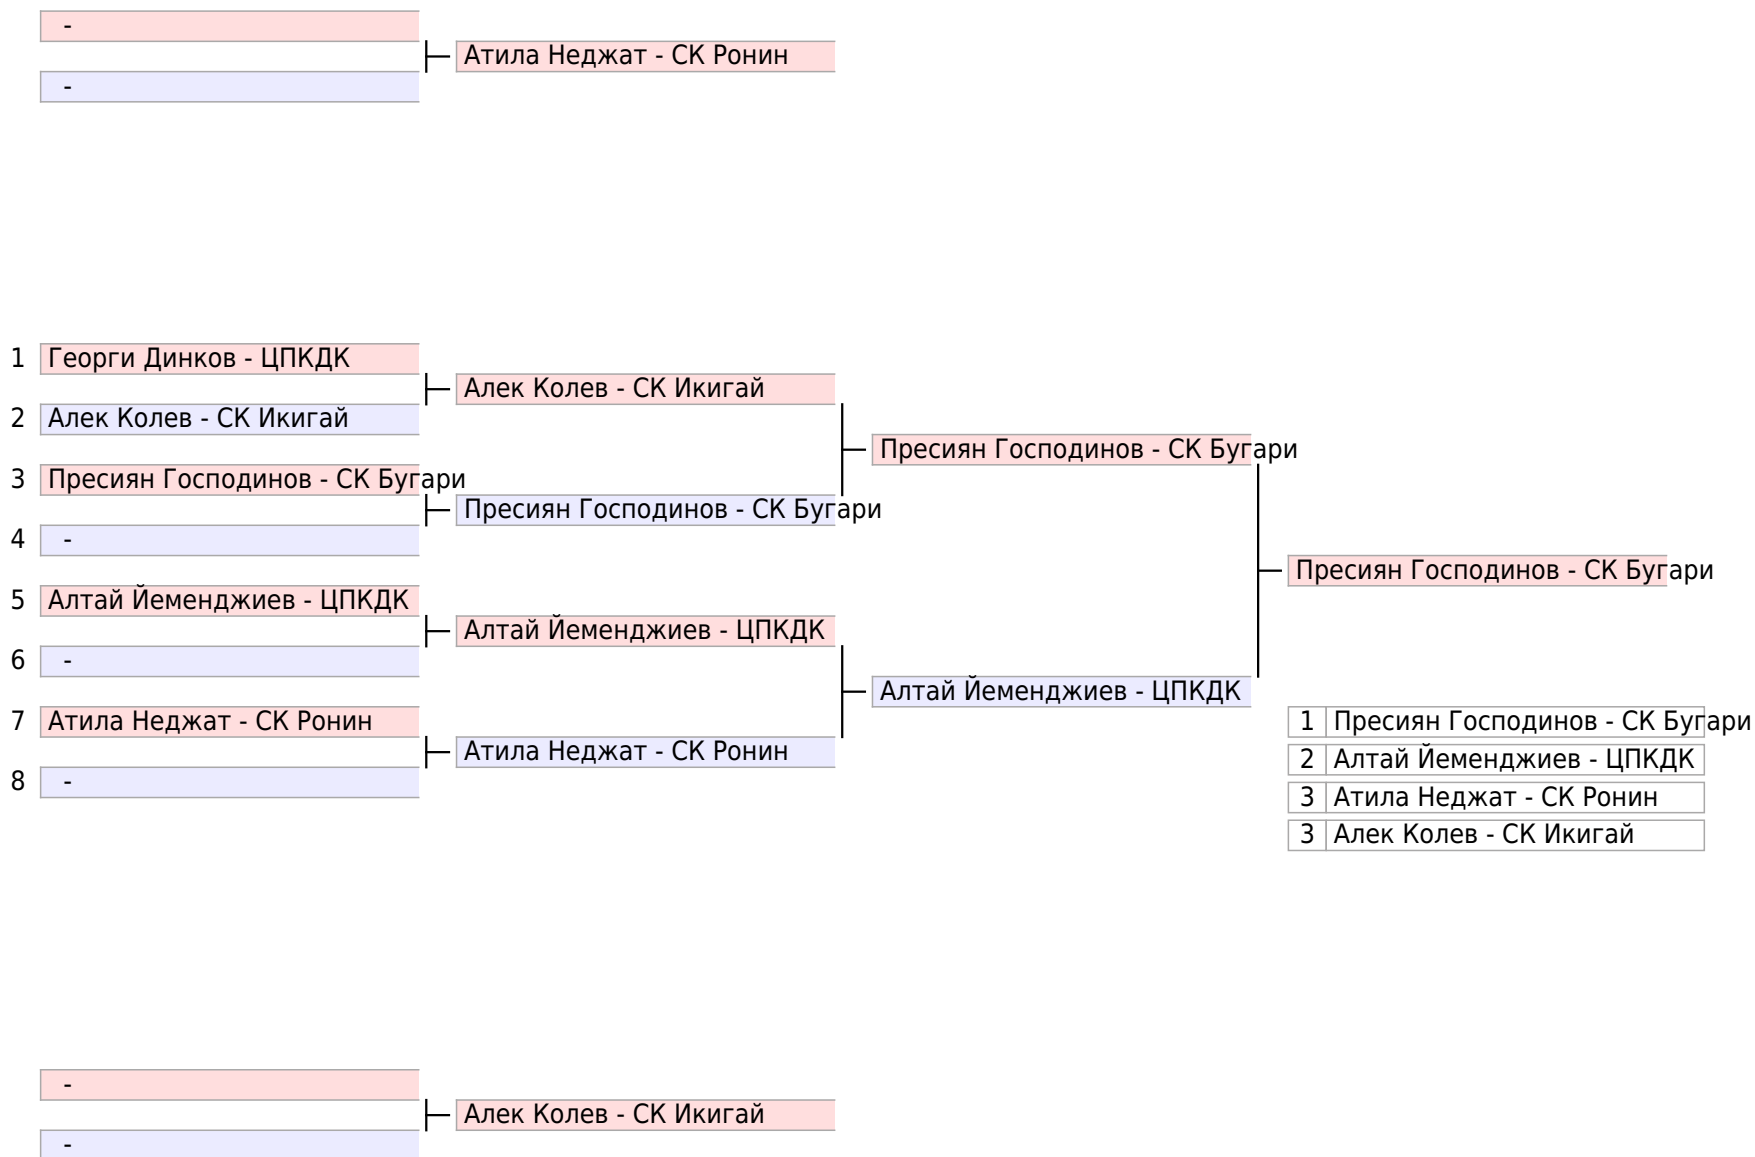 -
Атила Неджат - СК Ронин
-
1 Георги Динков - ЦПКДК
Алек Колев - СК Икигай
2 Алек Колев - СК Икигай
Пресиян Господинов - СК Бугари
3 Пресиян Господинов - СК Бугари
Пресиян Господинов - СК Бугари
4 -
Пресиян Господинов - СК Бугари
5 Алтай Йеменджиев - ЦПКДК
Алтай Йеменджиев - ЦПКДК
6 -
Алтай Йеменджиев - ЦПКДК
7 Атила Неджат - СК Ронин
Атила Неджат - СК Ронин
8 -
1 Пресиян Господинов - СК Бугари
2 Алтай Йеменджиев - ЦПКДК
3 Атила Неджат - СК Ронин
3 Алек Колев - СК Икигай
-
Алек Колев - СК Икигай
-